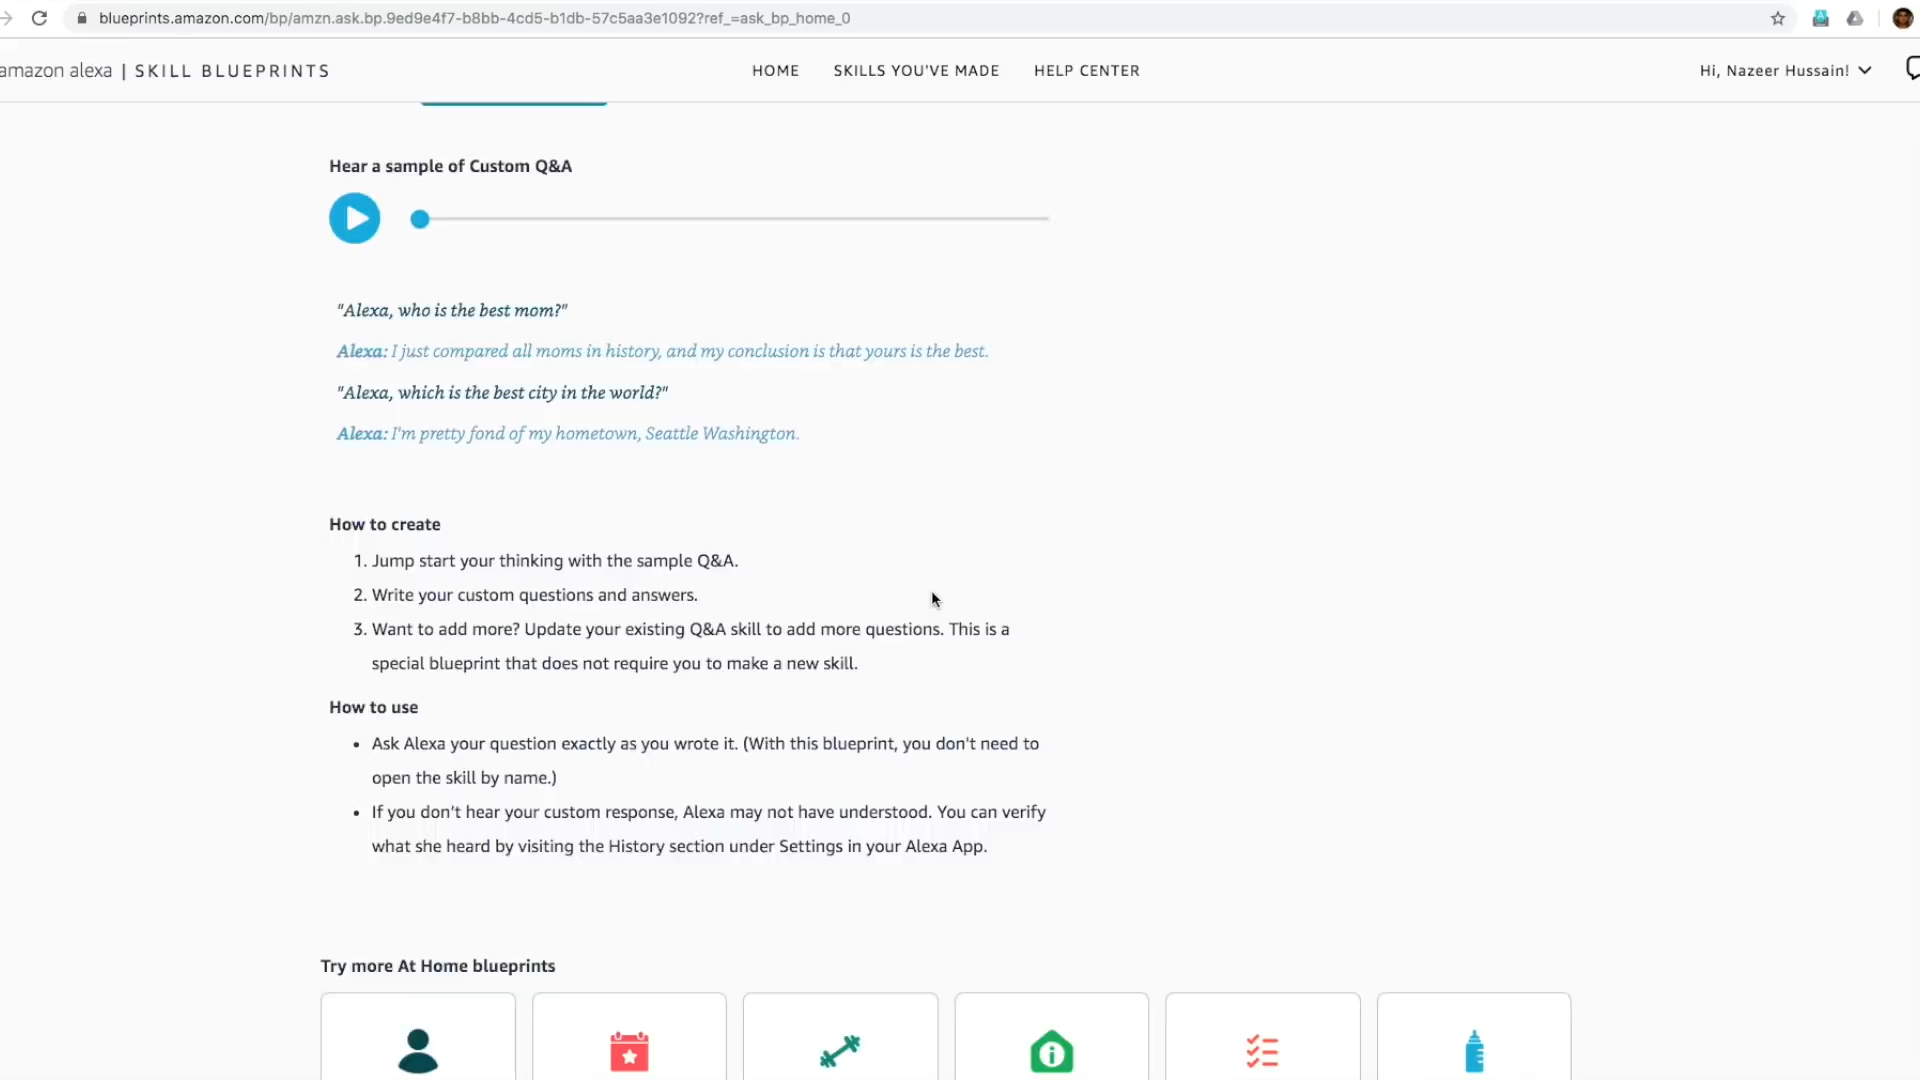 blueprints.amazon.com/bp/amzn.ask.bp.9ed9e4f7-b8bb-4cd5-b1db-57c5aa3e1092?ref_=ask_bp_home_0
amazon alexa | SKILL BLUEPRINTS
HOME
SKILLS YOU'VE MADE
HELP CENTER
Hi, Nazeer Hussain!
Hear a sample of Custom Q&A
"Alexa, who is the best mom?"
Alexa: I just compared all moms in history, and my conclusion is that yours is the best.
"Alexa, which is the best city in the world?"
Alexa: I'm pretty fond of my hometown, Seattle Washington.
How to create
1. Jump start your thinking with the sample Q&A.
2. Write your custom questions and answers.
3. Want to add more? Update your existing Q&A skill to add more questions. This is a
special blueprint that does not require you to make a new skill.
How to use
• Ask Alexa your question exactly as you wrote it. (With this blueprint, you don't need to
open the skill by name.)
• If you don't hear your custom response, Alexa may not have understood. You can verify
what she heard by visiting the History section under Settings in your Alexa App.
Try more At Home blueprints